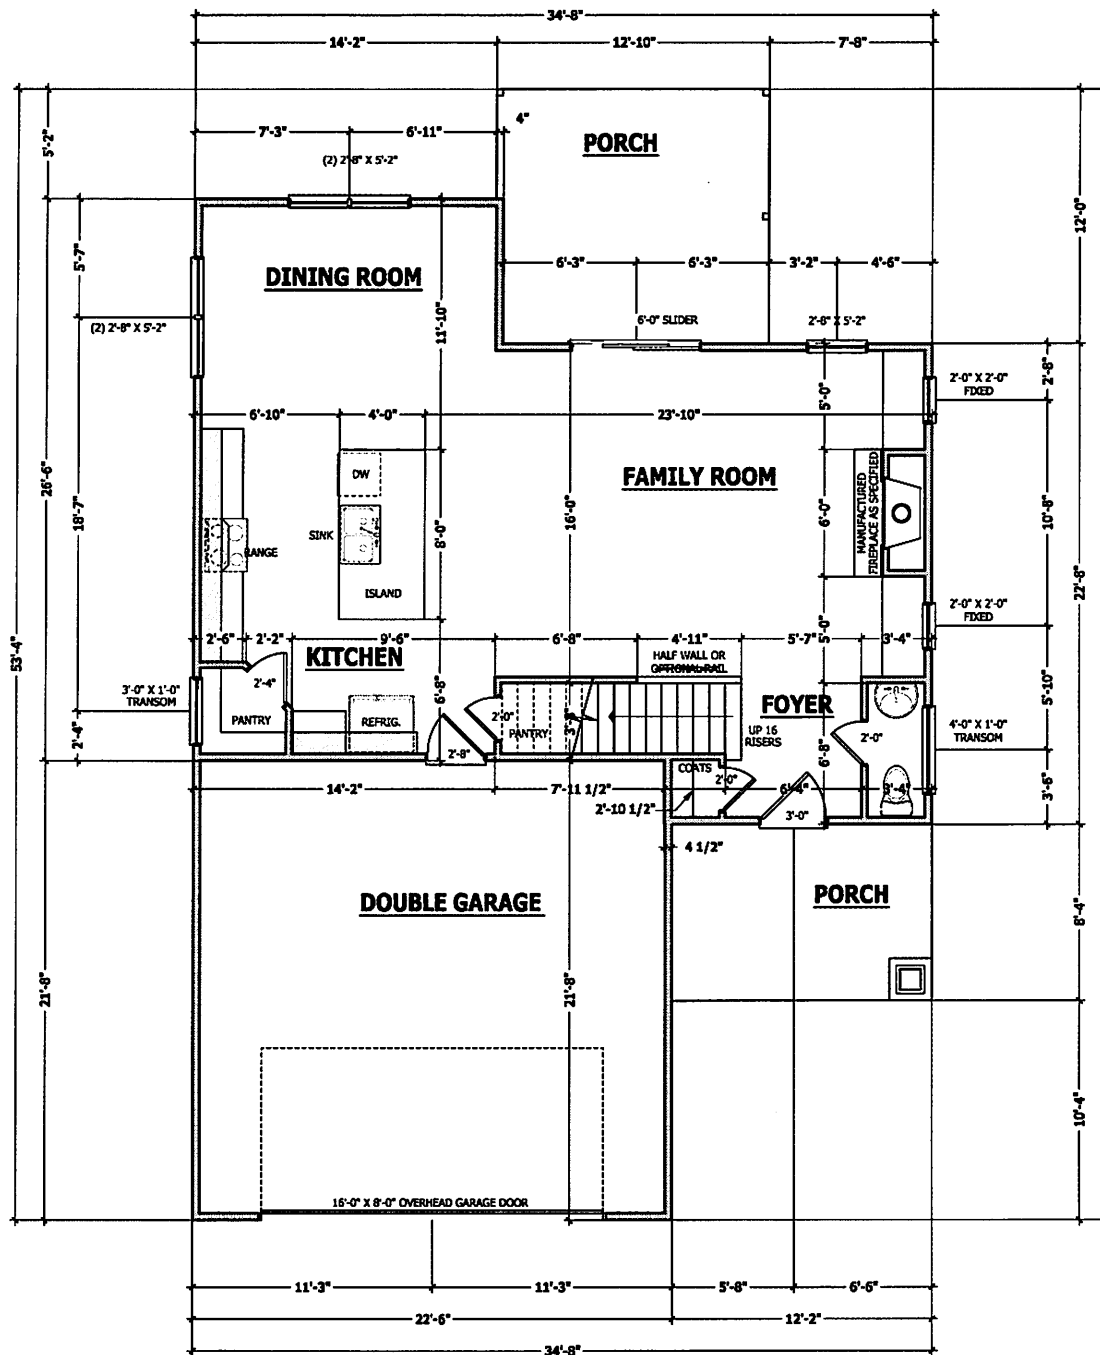 34'-8"
14'-2"
12'-10"
7'-8"
5'-2"
7'-3"
6'-11"
4"
PORCH
(2) 2'-8" X 5'-2"
12'-0"
5'-7"
DINING ROOM
6'-3"
6'-3"
3'-2"
4'-6"
(2) 2'-8" X 5'-2"
11'-10"
6'-0" SLIDER
2'-8" X 5'-2"
2'-8"
2'-0" X 2'-0"
FIXED
5'-0"
6'-10"
4'-0"
23'-10"
26'-6"
18'-7"
DW
FAMILY ROOM
MANUFACTURED
FIREPLACE AS SPECIFIED
6'-0"
10'-8"
16'-0"
SINK
8'-0"
RANGE
22'-8"
ISLAND
2'-0" X 2'-0"
FIXED
53'-4"
2'-6"
2'-2"
9'-6"
6'-8"
4'-11"
5'-7"
5'-0"
3'-4"
KITCHEN
HALF WALL OR
OPTIONAL RAIL
5'-10"
2'-4"
3'-0" X 1'-0"
TRANSOM
6'-8"
FOYER
PANTRY
REFRIG.
2'-0"
PANTRY
UP 16
RISERS
2'-0"
4'-0" X 1'-0"
TRANSOM
2'-4"
2'-8"
6'-8"
COATS
2'-0"
14'-2"
7'-11 1/2"
6'-4"
3'-4"
3'-6"
2'-10 1/2"
3'-0"
4 1/2"
DOUBLE GARAGE
PORCH
8'-4"
21'-8"
21'-8"
10'-4"
16'-0" X 8'-0" OVERHEAD GARAGE DOOR
11'-3"
11'-3"
5'-8"
6'-6"
22'-6"
12'-2"
34'-8"